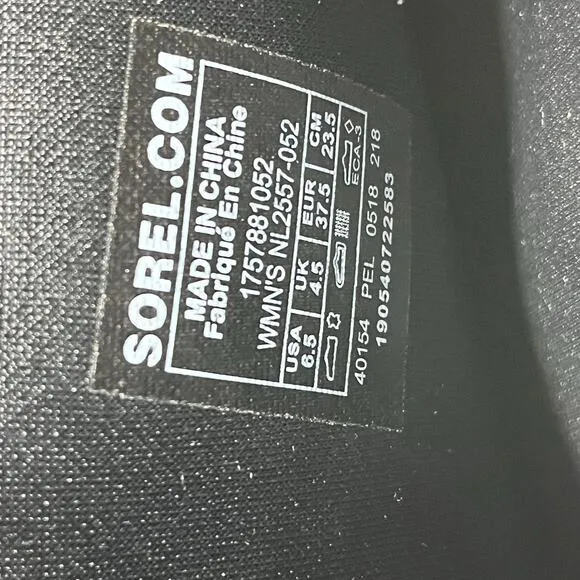 SOREL.COM
MADE IN CHINA
Fabriqué En Chine
1757881052
WMN'S NL2557-052
USA UK EUR CM
6.5 4.5 37.5 23.5
ECA.3
40154 PEL 0518 218
190540722583